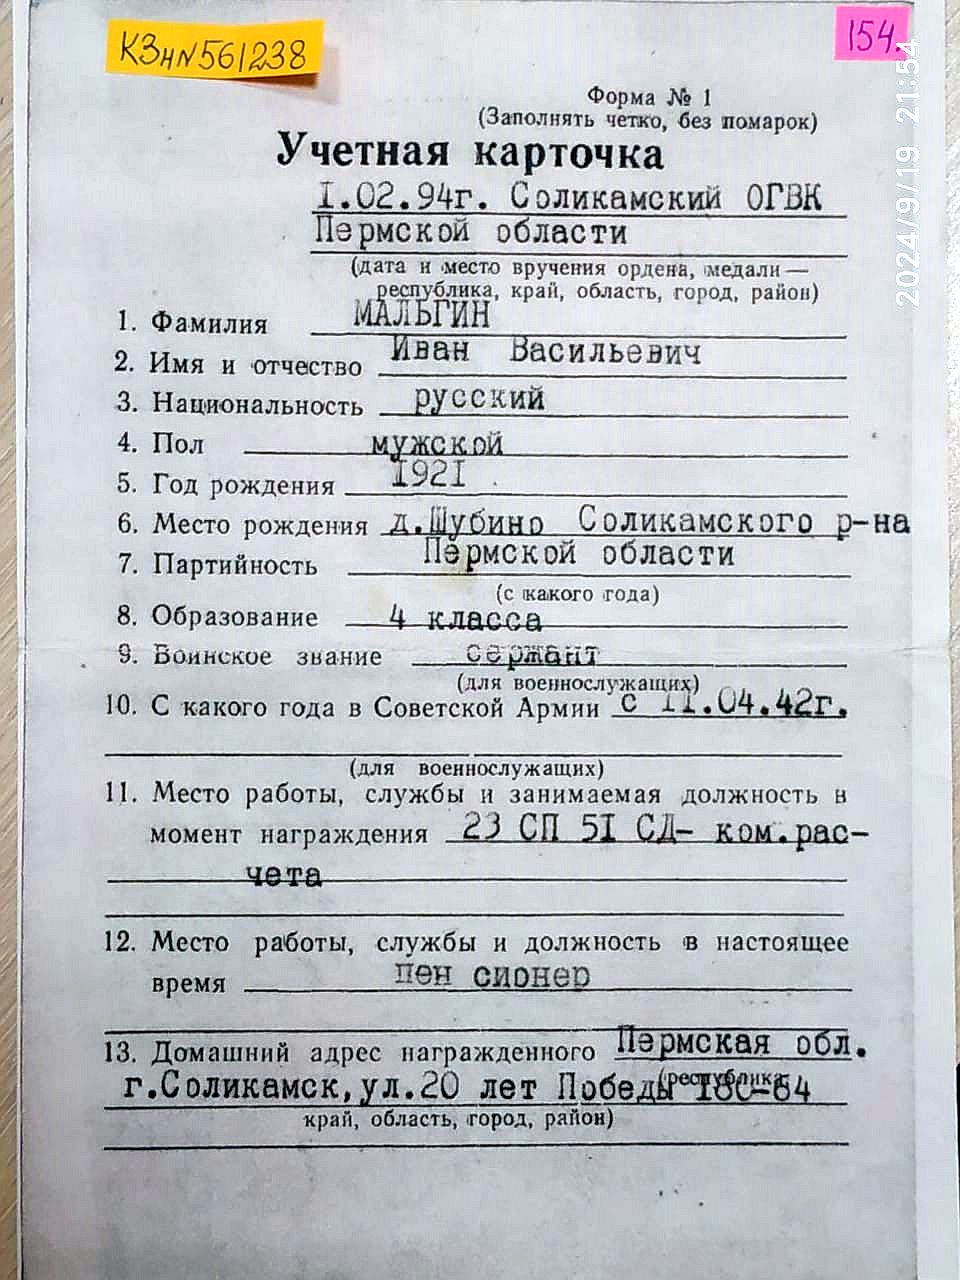 КЗнN561238
154.
2024/9/19 21:54
Форма № 1
(Заполнять четко, без помарок)
Учетная карточка
I.02.94г. Соликамский ОГВК
Пермской области
(дата и место вручения ордена, медали —
республика, край, область, город, район)
1. Фамилия МАЛЬГИН
2. Имя и отчество Иван Васильевич
3. Национальность русский
4. Пол мужской
5. Год рождения I92I
6. Место рождения д.Шубино Соликамского р-на
Пермской области
7. Партийность
(с какого года)
8. Образование 4 класса
9. Воинское звание сержант
(для военнослужащих)
10. С какого года в Советской Армии с II.04.42г.
(для военнослужащих)
11. Место работы, службы и занимаемая должность в
момент награждения 23 СП 5I СД- ком.рас-
чета
12. Место работы, службы и должность в настоящее
время пен сионер
13. Домашний адрес награжденного Пермская обл.
(республика,
г.Соликамск,ул.20 лет Победы
край, область, город, район)